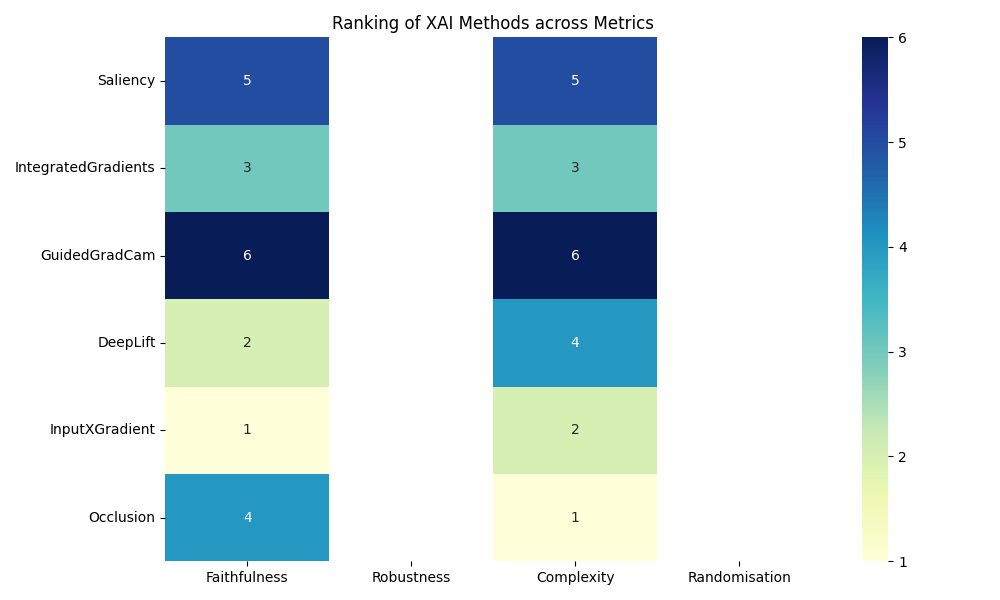 Ranking of XAI Methods across Metrics
Saliency 5 5
IntegratedGradients 3 3
GuidedGradCam 6 6
DeepLift 2 4
InputXGradient 1 2
Occlusion 4 1
Faithfulness Robustness Complexity Randomisation
6
5
4
3
2
1